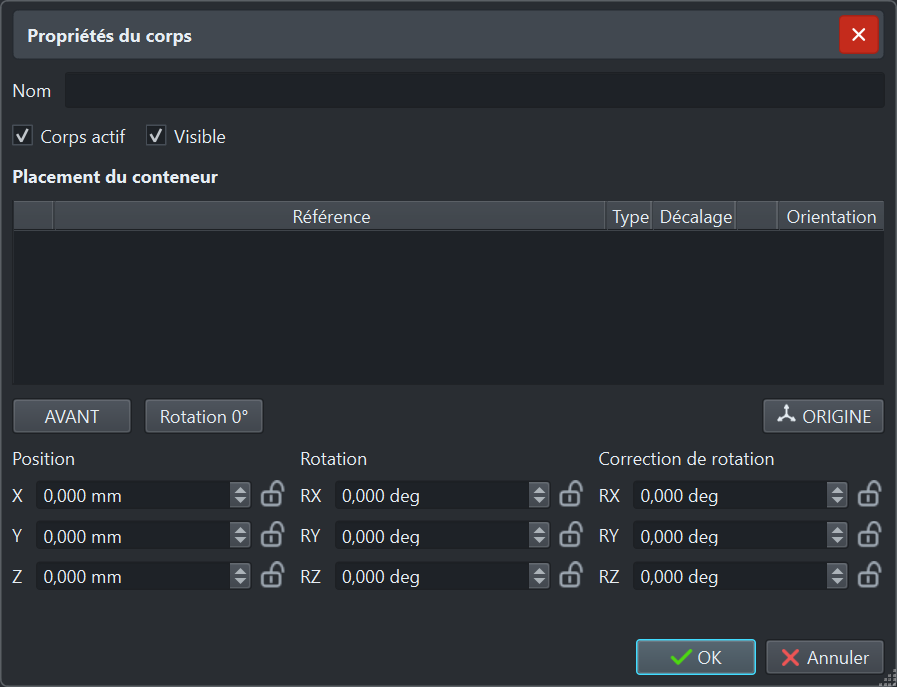 Propriétés du corps
Nom
Corps actif Visible
Placement du conteneur
Référence Type Décalage Orientation
AVANT Rotation 0° ORIGINE
Position Rotation Correction de rotation
X 0,000 mm RX 0,000 deg RX 0,000 deg
Y 0,000 mm RY 0,000 deg RY 0,000 deg
Z 0,000 mm RZ 0,000 deg RZ 0,000 deg
OK Annuler